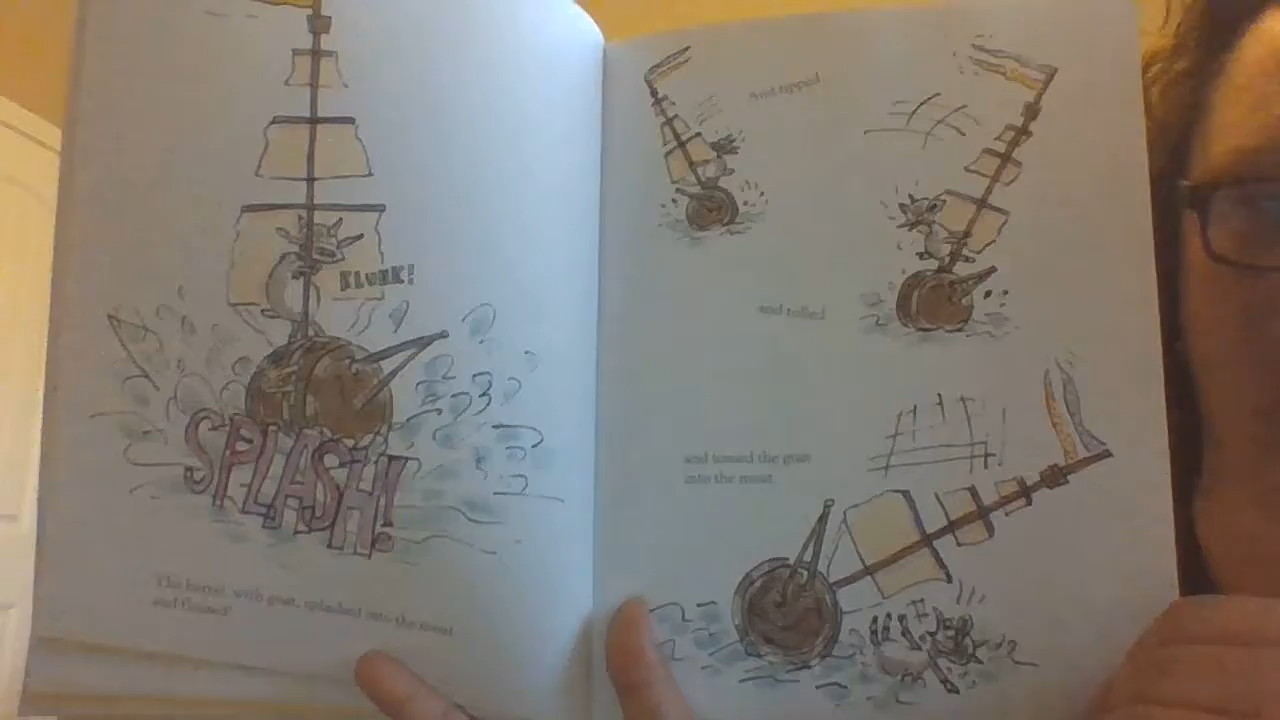 KLUNK!
SPLASH!
The barrel, with goat, splashed into the moat
and floated
and tipped
and rolled
and tossed the goat
into the moat.